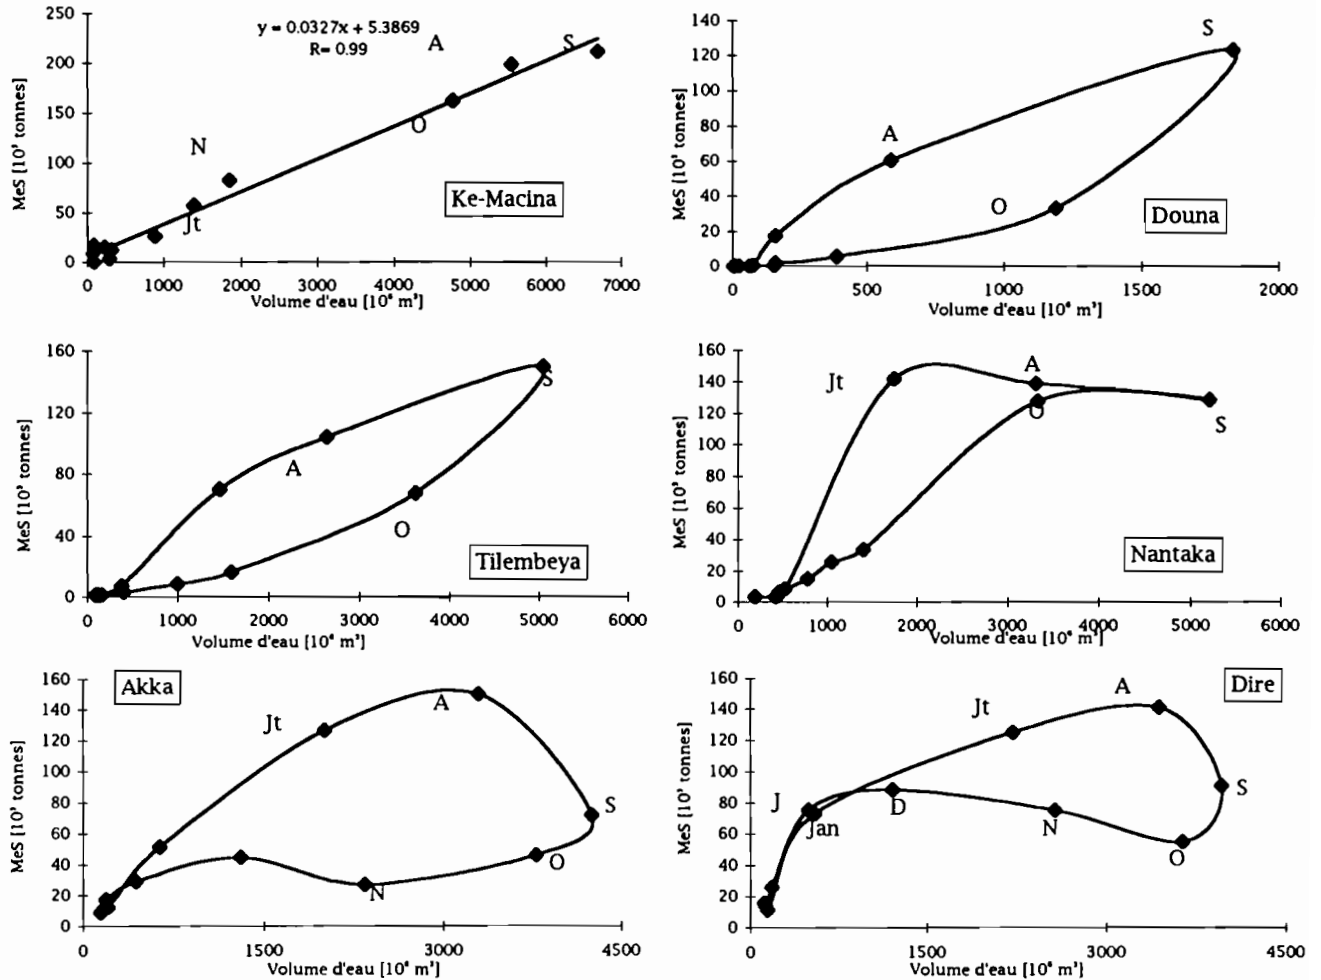 y = 0.0327x + 5.3869
R= 0.99
250
200
150
100
50
0
MeS [10³ tonnes]
A
S
O
N
Jt
Ke-Macina
0 1000 2000 3000 4000 5000 6000 7000
Volume d'eau [10⁶ m³]
140
120
100
80
60
40
20
0
MeS [10³ tonnes]
S
A
O
Douna
0 500 1000 1500 2000
Volume d'eau [10⁶ m³]
160
120
80
40
0
MeS [10³ tonnes]
S
A
O
Tilembeya
0 1000 2000 3000 4000 5000 6000
Volume d'eau [10⁶ m³]
160
140
120
100
80
60
40
20
0
MeS [10³ tonnes]
Jt
A
O
S
Nantaka
0 1000 2000 3000 4000 5000 6000
Volume d'eau [10⁶ m³]
160
140
120
100
80
60
40
20
0
MeS [10³ tonnes]
Akka
Jt
A
S
O
N
0 1500 3000 4500
Volume d'eau [10⁶ m³]
160
140
120
100
80
60
40
20
0
MeS [10³ tonnes]
Dire
A
Jt
S
J
Jan
D
N
O
0 1500 3000 4500
Volume d'eau [10⁶ m³}